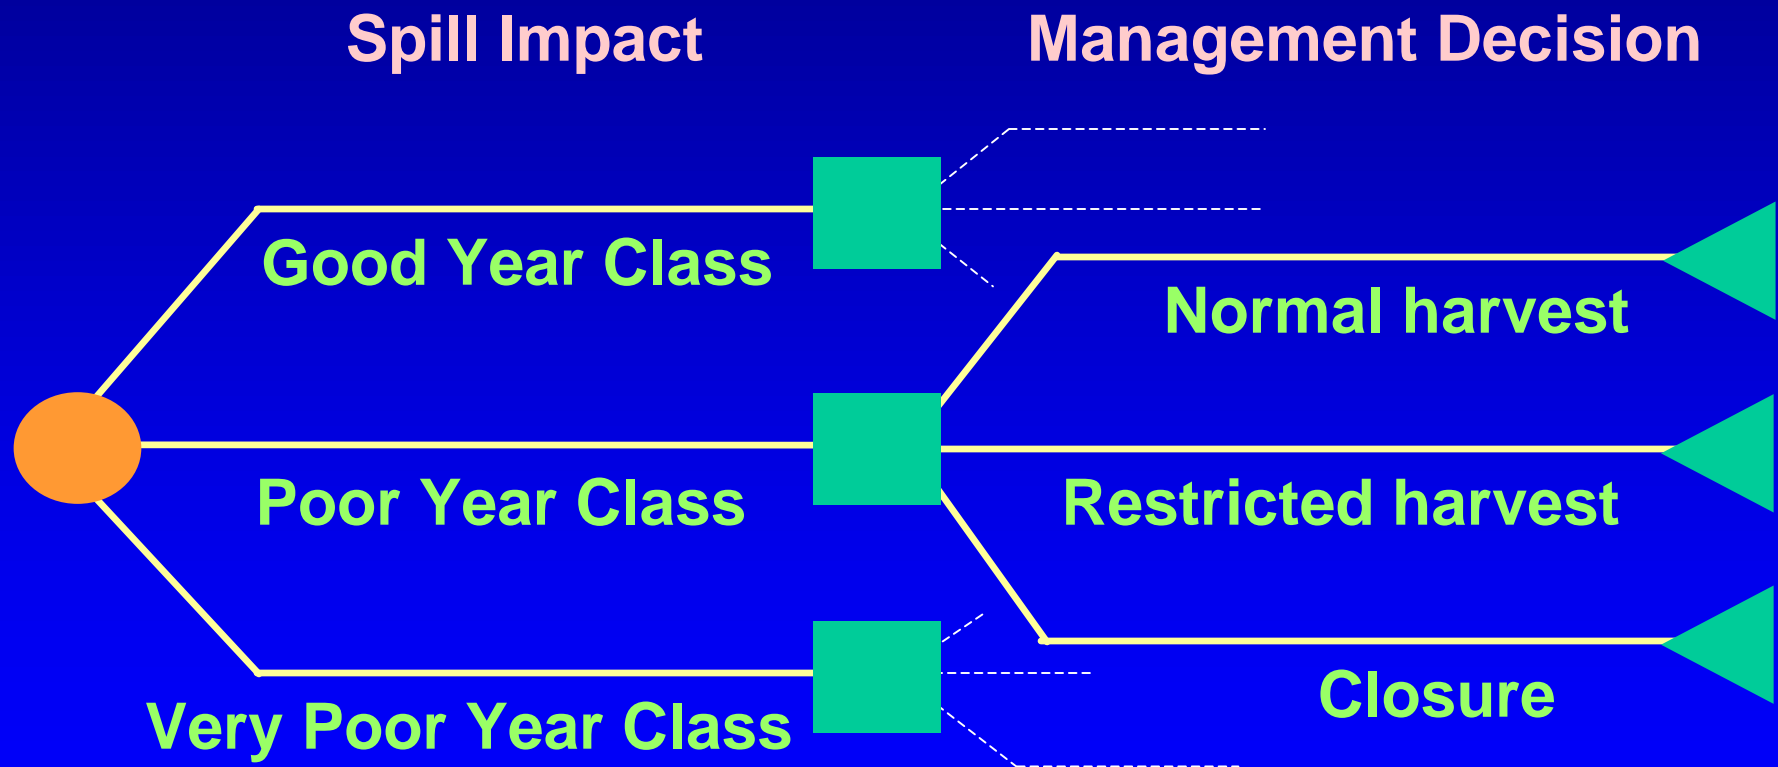 Spill Impact
Management Decision
Good Year Class
Normal harvest
Poor Year Class
Restricted harvest
Very Poor Year Class
Closure